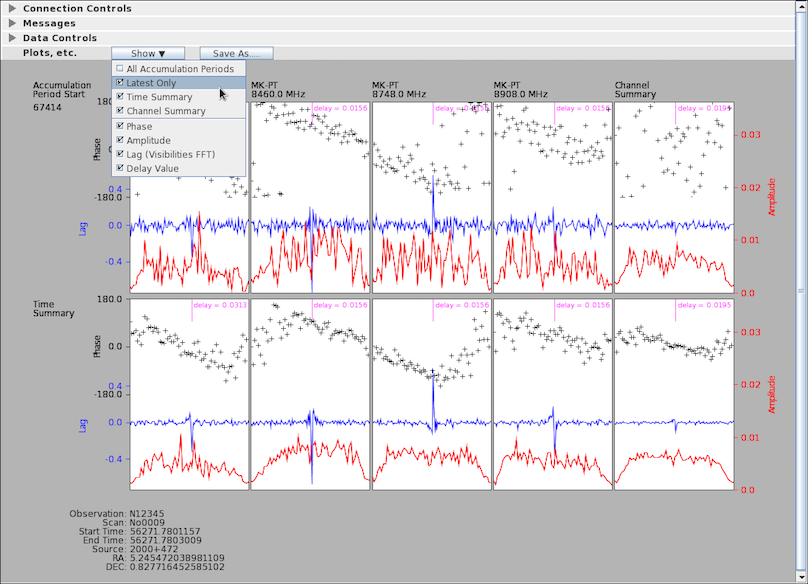 Connection Controls
Messages
Data Controls
Plots, etc. Show ▼ Save As....
All Accumulation Periods
Latest Only
Time Summary
Channel Summary
Phase
Amplitude
Lag (Visibilities FFT)
Delay Value
Accumulation
Period Start
67414
MK-PT
8460.0 MHz
MK-PT
8748.0 MHz
MK-PT
8908.0 MHz
Channel
Summary
delay = 0.0156
delay = 0.0156
delay = 0.0195
Phase
-180.0
Lag
0.4
0.0
-0.4
0.03
0.02
0.01
0.0
Amplitude
Time
Summary
180.0
0.0
-180.0
Phase
0.4
0.0
-0.4
Lag
delay = 0.0313
delay = 0.0156
delay = 0.0156
delay = 0.0156
delay = 0.0195
0.03
0.02
0.01
0.0
Amplitude
Observation: N12345
Scan: No0009
Start Time: 56271.7801157
End Time: 56271.7803009
Source: 2000+472
RA: 5.245472038981109
DEC: 0.827716452585102